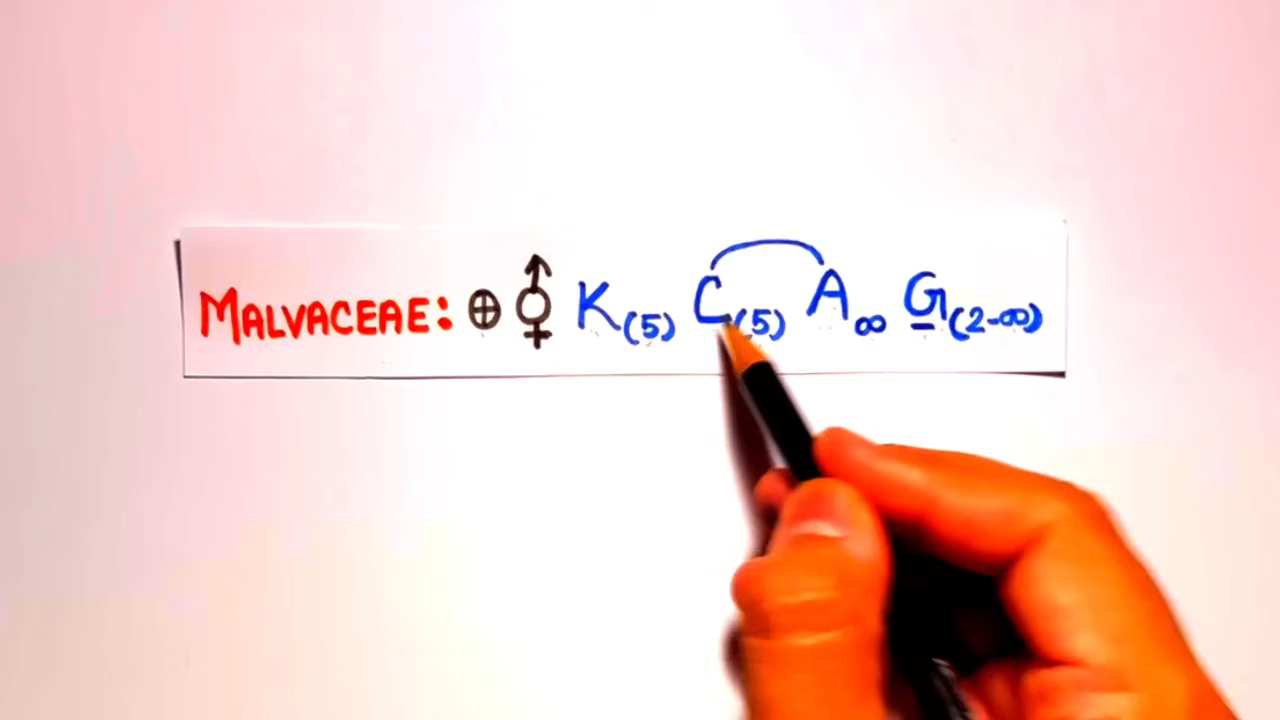 MALVACEAE: ⊕ ⚥ K(5) C(5) A∞ G(2-∞)